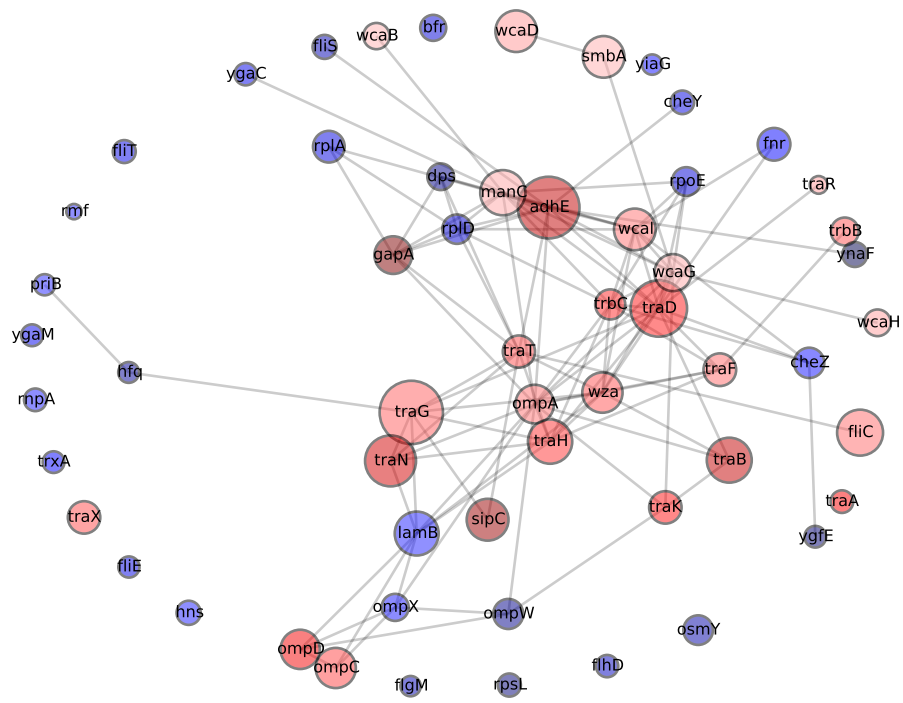 wcaD
bfr
wcaB
fliS
smbA
yiaG
ygaC
cheY
fnr
rplA
fliT
dps
rpoE
traR
manC
adhE
rmf
rplD
wcaI
trbB
gapA
ynaF
wcaG
priB
trbC
traD
wcaH
ygaM
traT
cheZ
hfq
traF
wza
rnpA
ompA
traG
fliC
traH
trxA
traN
traB
traA
traK
traX
sipC
lamB
ygfE
fliE
ompX
hns
ompW
osmY
ompD
ompC
flhD
flgM
rpsL